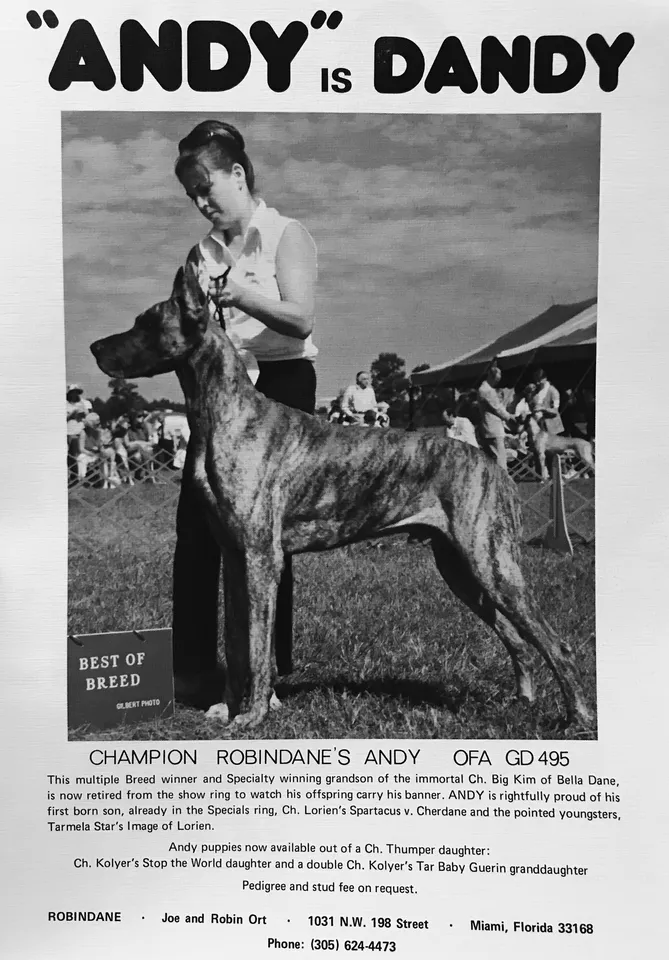 "ANDY" IS DANDY
BEST OF
BREED
GILBERT PHOTO
CHAMPION ROBINDANE'S ANDY OFA GD 495
This multiple Breed winner and Specialty winning grandson of the immortal Ch. Big Kim of Bella Dane,
is now retired from the show ring to watch his offspring carry his banner. ANDY is rightfully proud of his
first born son, already in the Specials ring, Ch. Lorien's Spartacus v. Cherdane and the pointed youngsters,
Tarmela Star's Image of Lorien.
Andy puppies now available out of a Ch. Thumper daughter:
Ch. Kolyer's Stop the World daughter and a double Ch. Kolyer's Tar Baby Guerin granddaughter
Pedigree and stud fee on request.
ROBINDANE · Joe and Robin Ort · 1031 N.W. 198 Street · Miami, Florida 33168
Phone: (305) 624-4473